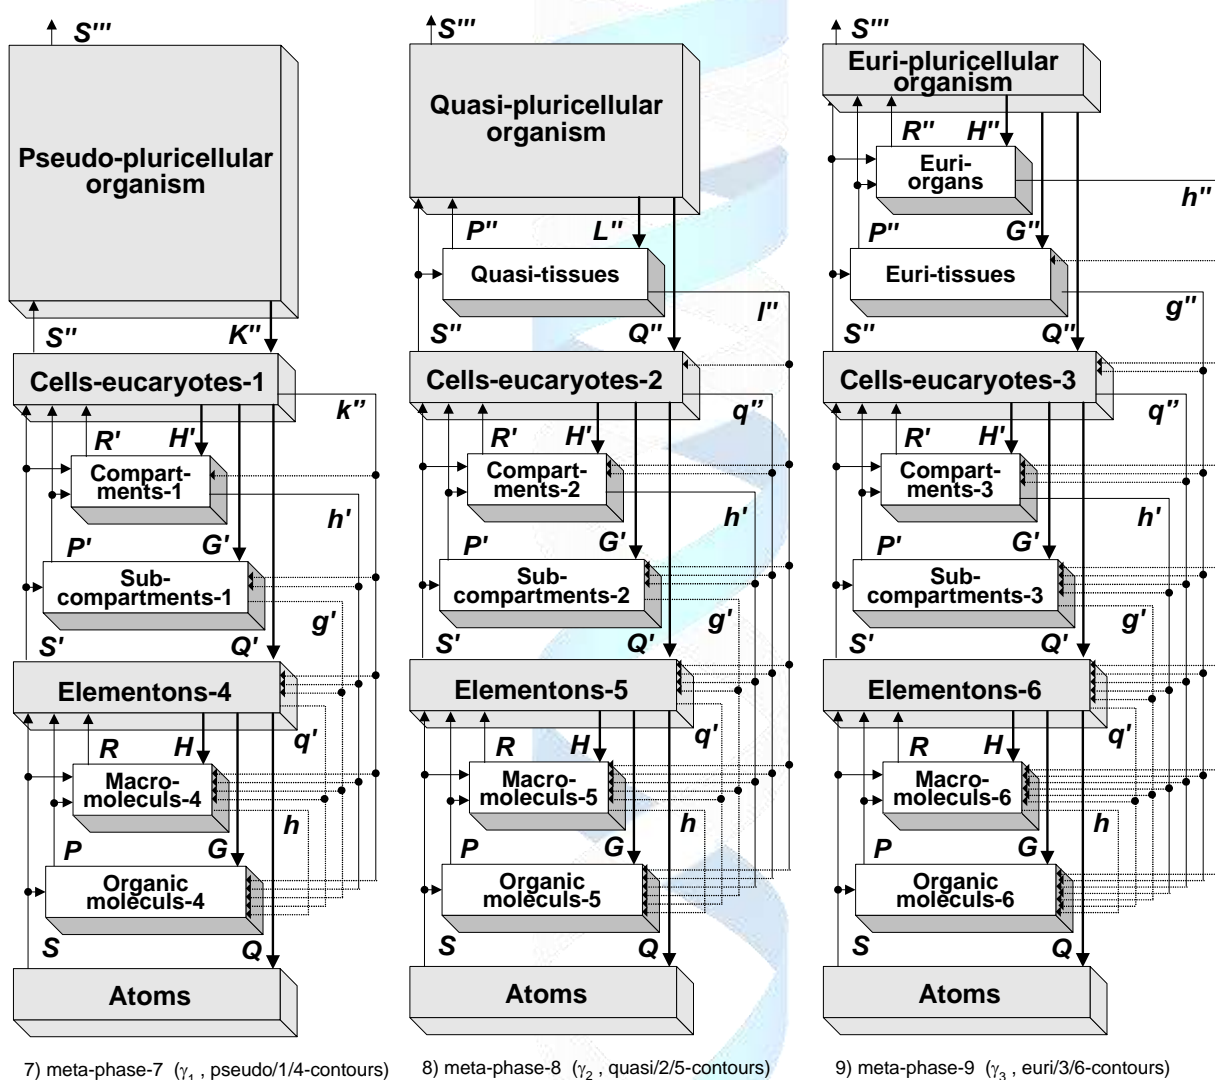 S'''
Pseudo-pluricellular
organism
S''
K''
Cells-eucaryotes-1
k''
R'
H'
Compart-
ments-1
h'
P'
G'
Sub-
compartments-1
g'
S'
Q'
Elementons-4
q'
R
H
Macro-
moleculs-4
h
P
G
Organic
moleculs-4
S
Q
Atoms
7) meta-phase-7 (γ1 , pseudo/1/4-contours)
S'''
Quasi-pluricellular
organism
P''
L''
Quasi-tissues
l''
S''
Q''
Cells-eucaryotes-2
q''
R'
H'
Compart-
ments-2
h'
P'
G'
Sub-
compartments-2
g'
S'
Q'
Elementons-5
q'
R
H
Macro-
moleculs-5
h
P
G
Organic
moleculs-5
S
Q
Atoms
8) meta-phase-8 (γ2 , quasi/2/5-contours)
S'''
Euri-pluricellular
organism
R''
H''
Euri-
organs
h''
P''
G''
Euri-tissues
g''
S''
Q''
Cells-eucaryotes-3
q''
R'
H'
Compart-
ments-3
h'
P'
G'
Sub-
compartments-3
g'
S'
Q'
Elementons-6
q'
R
H
Macro-
moleculs-6
h
P
G
Organic
moleculs-6
S
Q
Atoms
9) meta-phase-9 (γ3 , euri/3/6-contours)